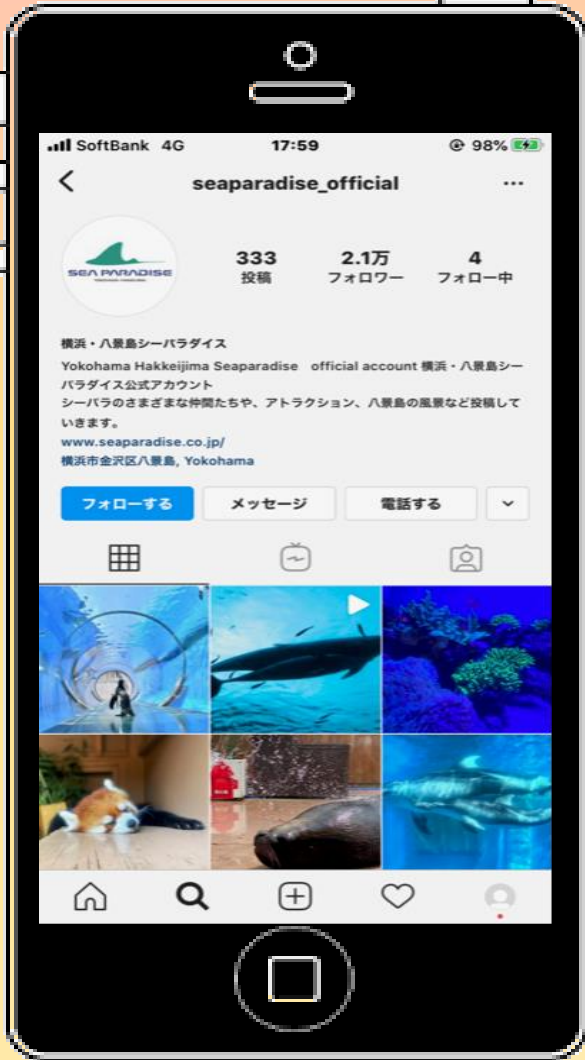 SoftBank 4G 17:59 98%
seaparadise_official
SEA PARADISE
333 2.1万 4
投稿 フォロワー フォロー中
横浜・八景島シーパラダイス
Yokohama Hakkeijima Seaparadise official account 横浜・八景島シー
パラダイス公式アカウント
シーパラのさまざまな仲間たちや、アトラクション、八景島の風景など投稿して
いきます。
www.seaparadise.co.jp/
横浜市金沢区八景島, Yokohama
フォローする メッセージ 電話する